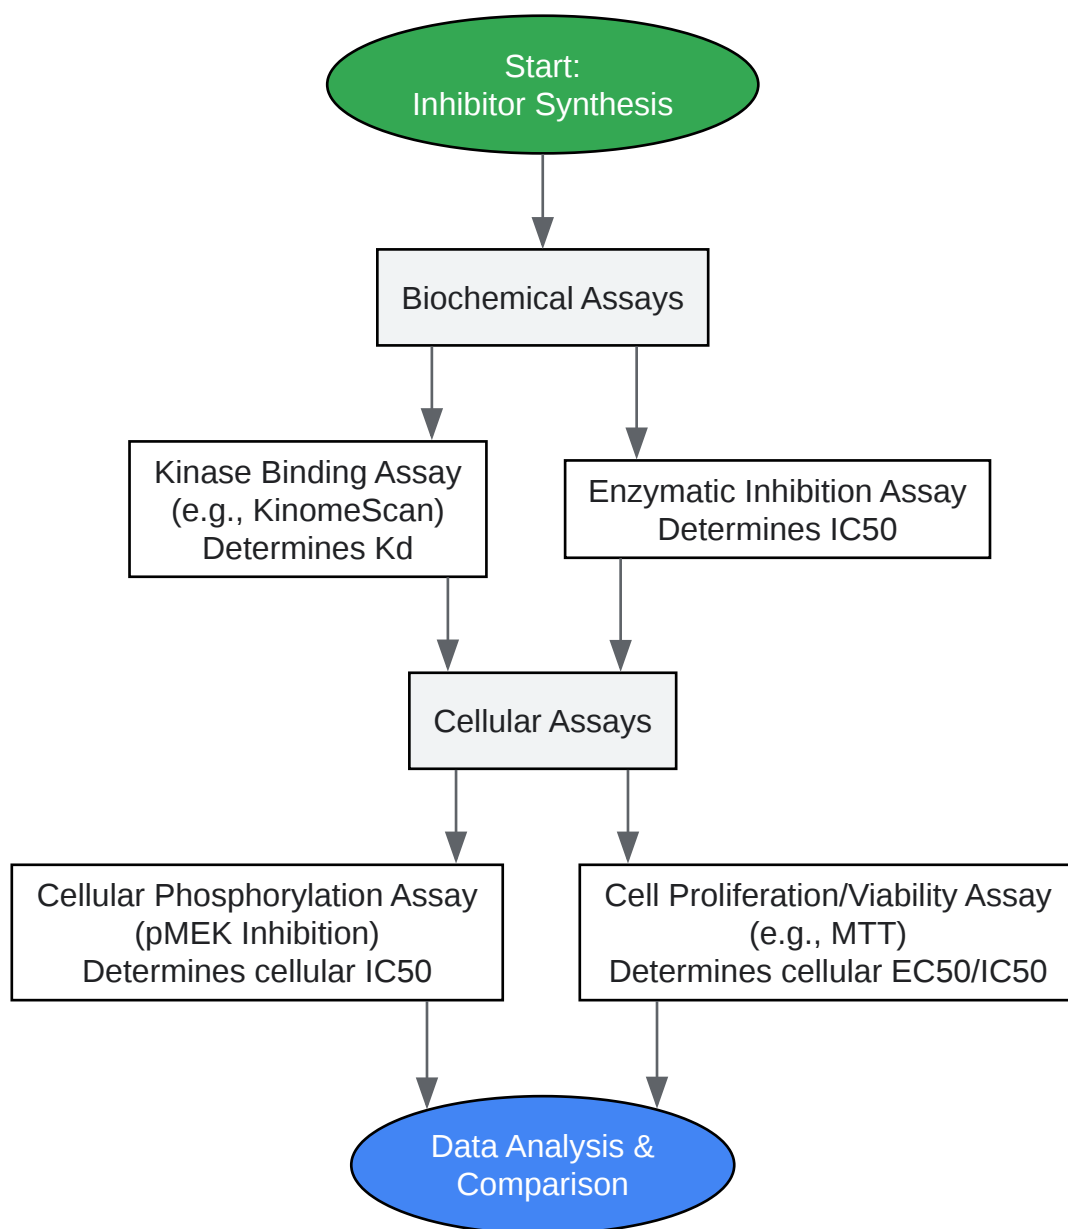 Start:
Inhibitor Synthesis
Biochemical Assays
Kinase Binding Assay
(e.g., KinomeScan)
Determines Kd
Enzymatic Inhibition Assay
Determines IC50
Cellular Assays
Cellular Phosphorylation Assay
(pMEK Inhibition)
Determines cellular IC50
Cell Proliferation/Viability Assay
(e.g., MTT)
Determines cellular EC50/IC50
Data Analysis &
Comparison